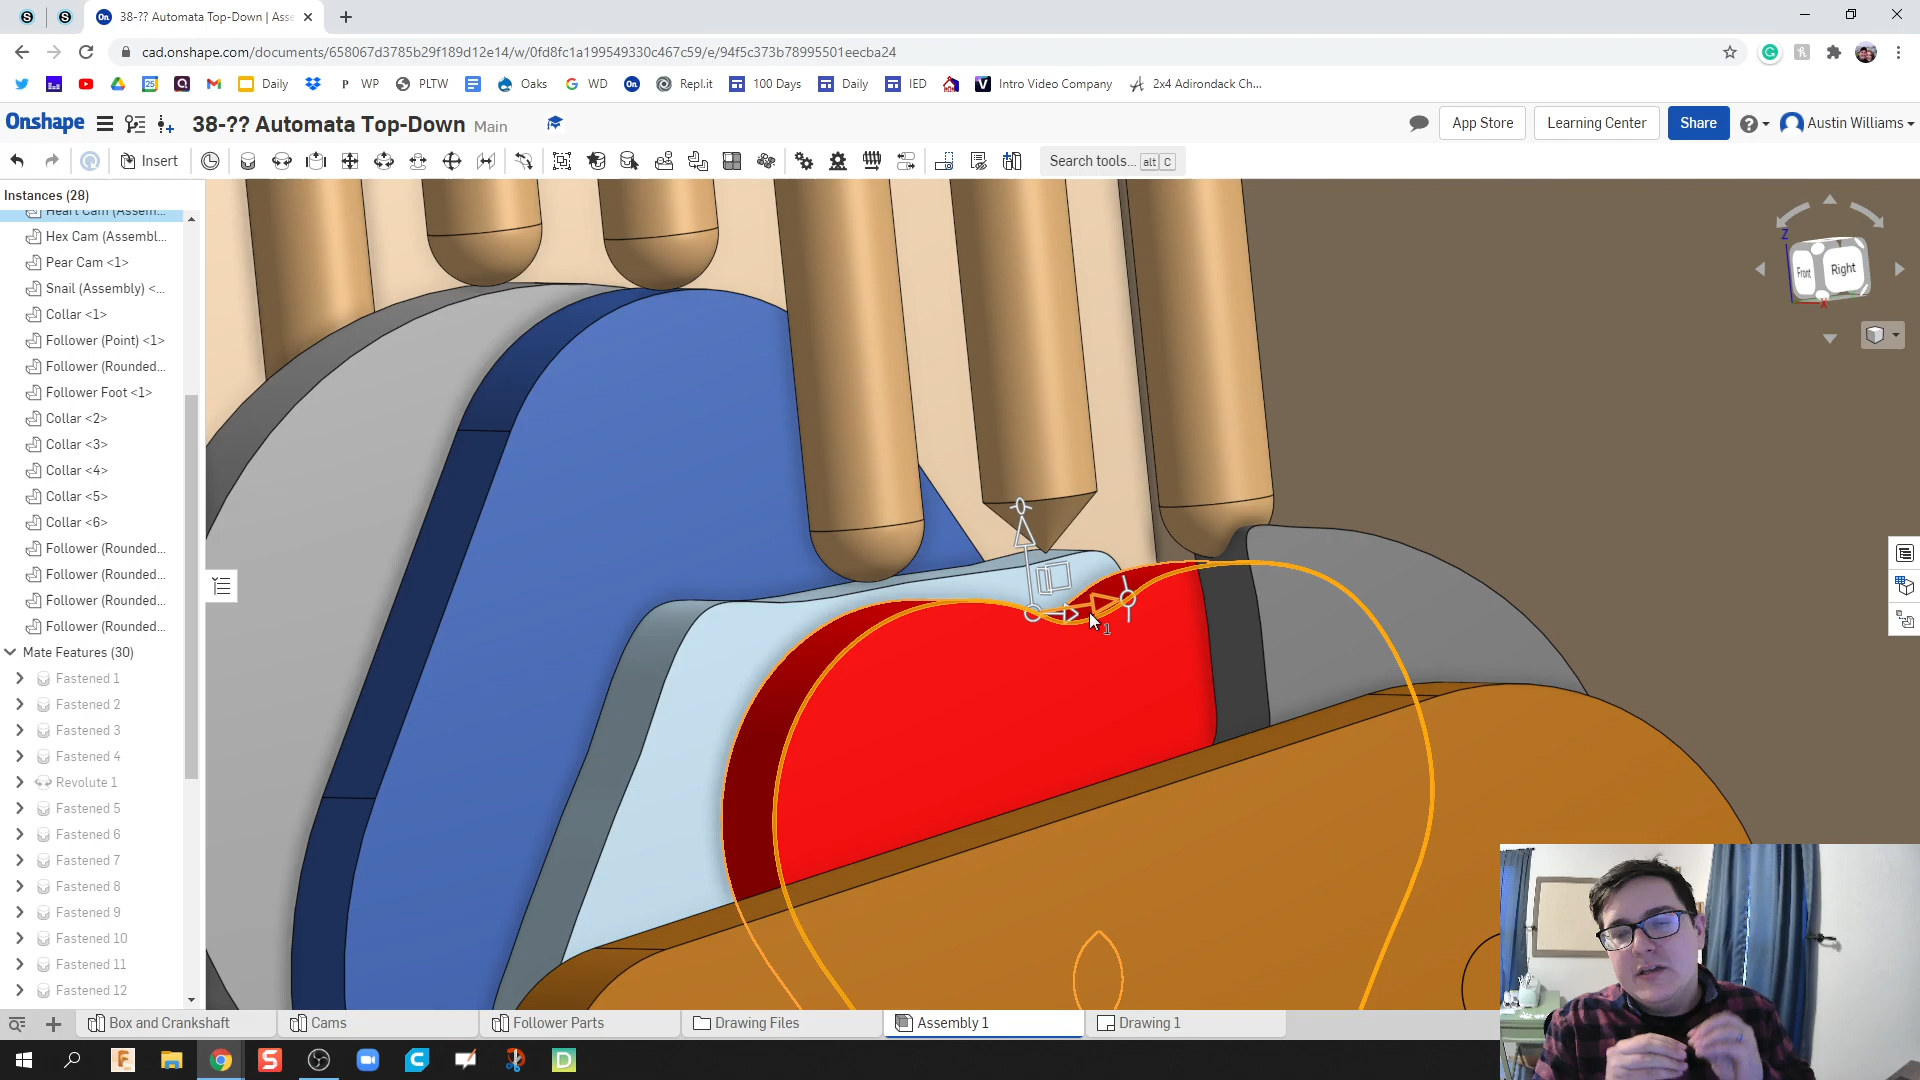 38-?? Automata Top-Down | Asse
cad.onshape.com/documents/658067d3785b29f189d12e14/w/0fd8fc1a199549330c467c59/e/94f5c373b78995501eecba24
Daily
P WP
PLTW
Oaks
WD
Repl.it
100 Days
Daily
IED
Intro Video Company
2x4 Adirondack Ch...
Onshape
38-?? Automata Top-Down Main
App Store
Learning Center
Share
Austin Williams
Insert
Search tools... alt C
Instances (28)
Heart Cam (Assem...
Hex Cam (Assembl...
Pear Cam <1>
Snail (Assembly) <...
Collar <1>
Follower (Point) <1>
Follower (Rounded...
Follower Foot <1>
Collar <2>
Collar <3>
Collar <4>
Collar <5>
Collar <6>
Follower (Rounded...
Follower (Rounded...
Follower (Rounded...
Follower (Rounded...
Mate Features (30)
Fastened 1
Fastened 2
Fastened 3
Fastened 4
Revolute 1
Fastened 5
Fastened 6
Fastened 7
Fastened 8
Fastened 9
Fastened 10
Fastened 11
Fastened 12
Z
Front
Right
X
1
Box and Crankshaft
Cams
Follower Parts
Drawing Files
Assembly 1
Drawing 1